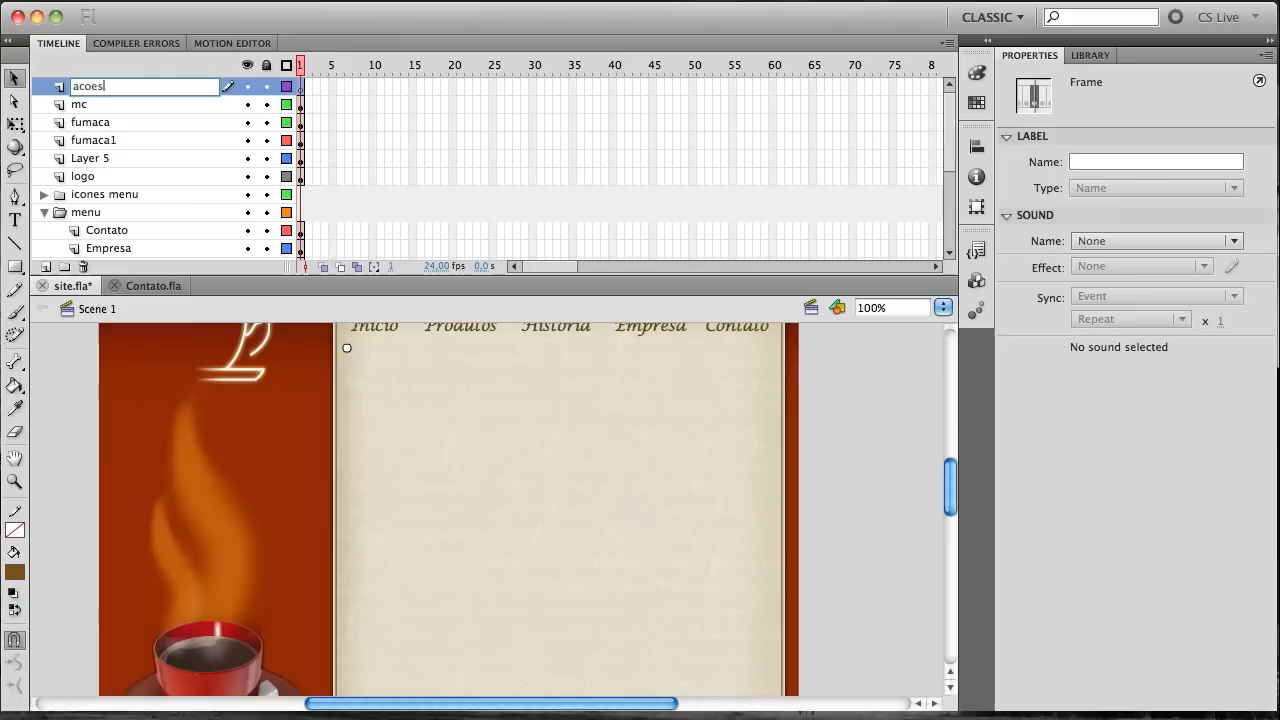 Fl
CLASSIC
CS Live
TIMELINE COMPILER ERRORS MOTION EDITOR
PROPERTIES LIBRARY
1 5 10 15 20 25 30 35 40 45 50 55 60 65 70 75 8
acoes
mc
fumaca
fumaca1
Layer 5
logo
icones menu
menu
Contato
Empresa
1 24.00 fps 0.0s
Frame
LABEL
Name:
Type: Name
SOUND
Name: None
Effect: None
Sync: Event
Repeat x 1
No sound selected
site.fla* Contato.fla
Scene 1
100%
Inicio Produtos Historia Empresa Contato
T